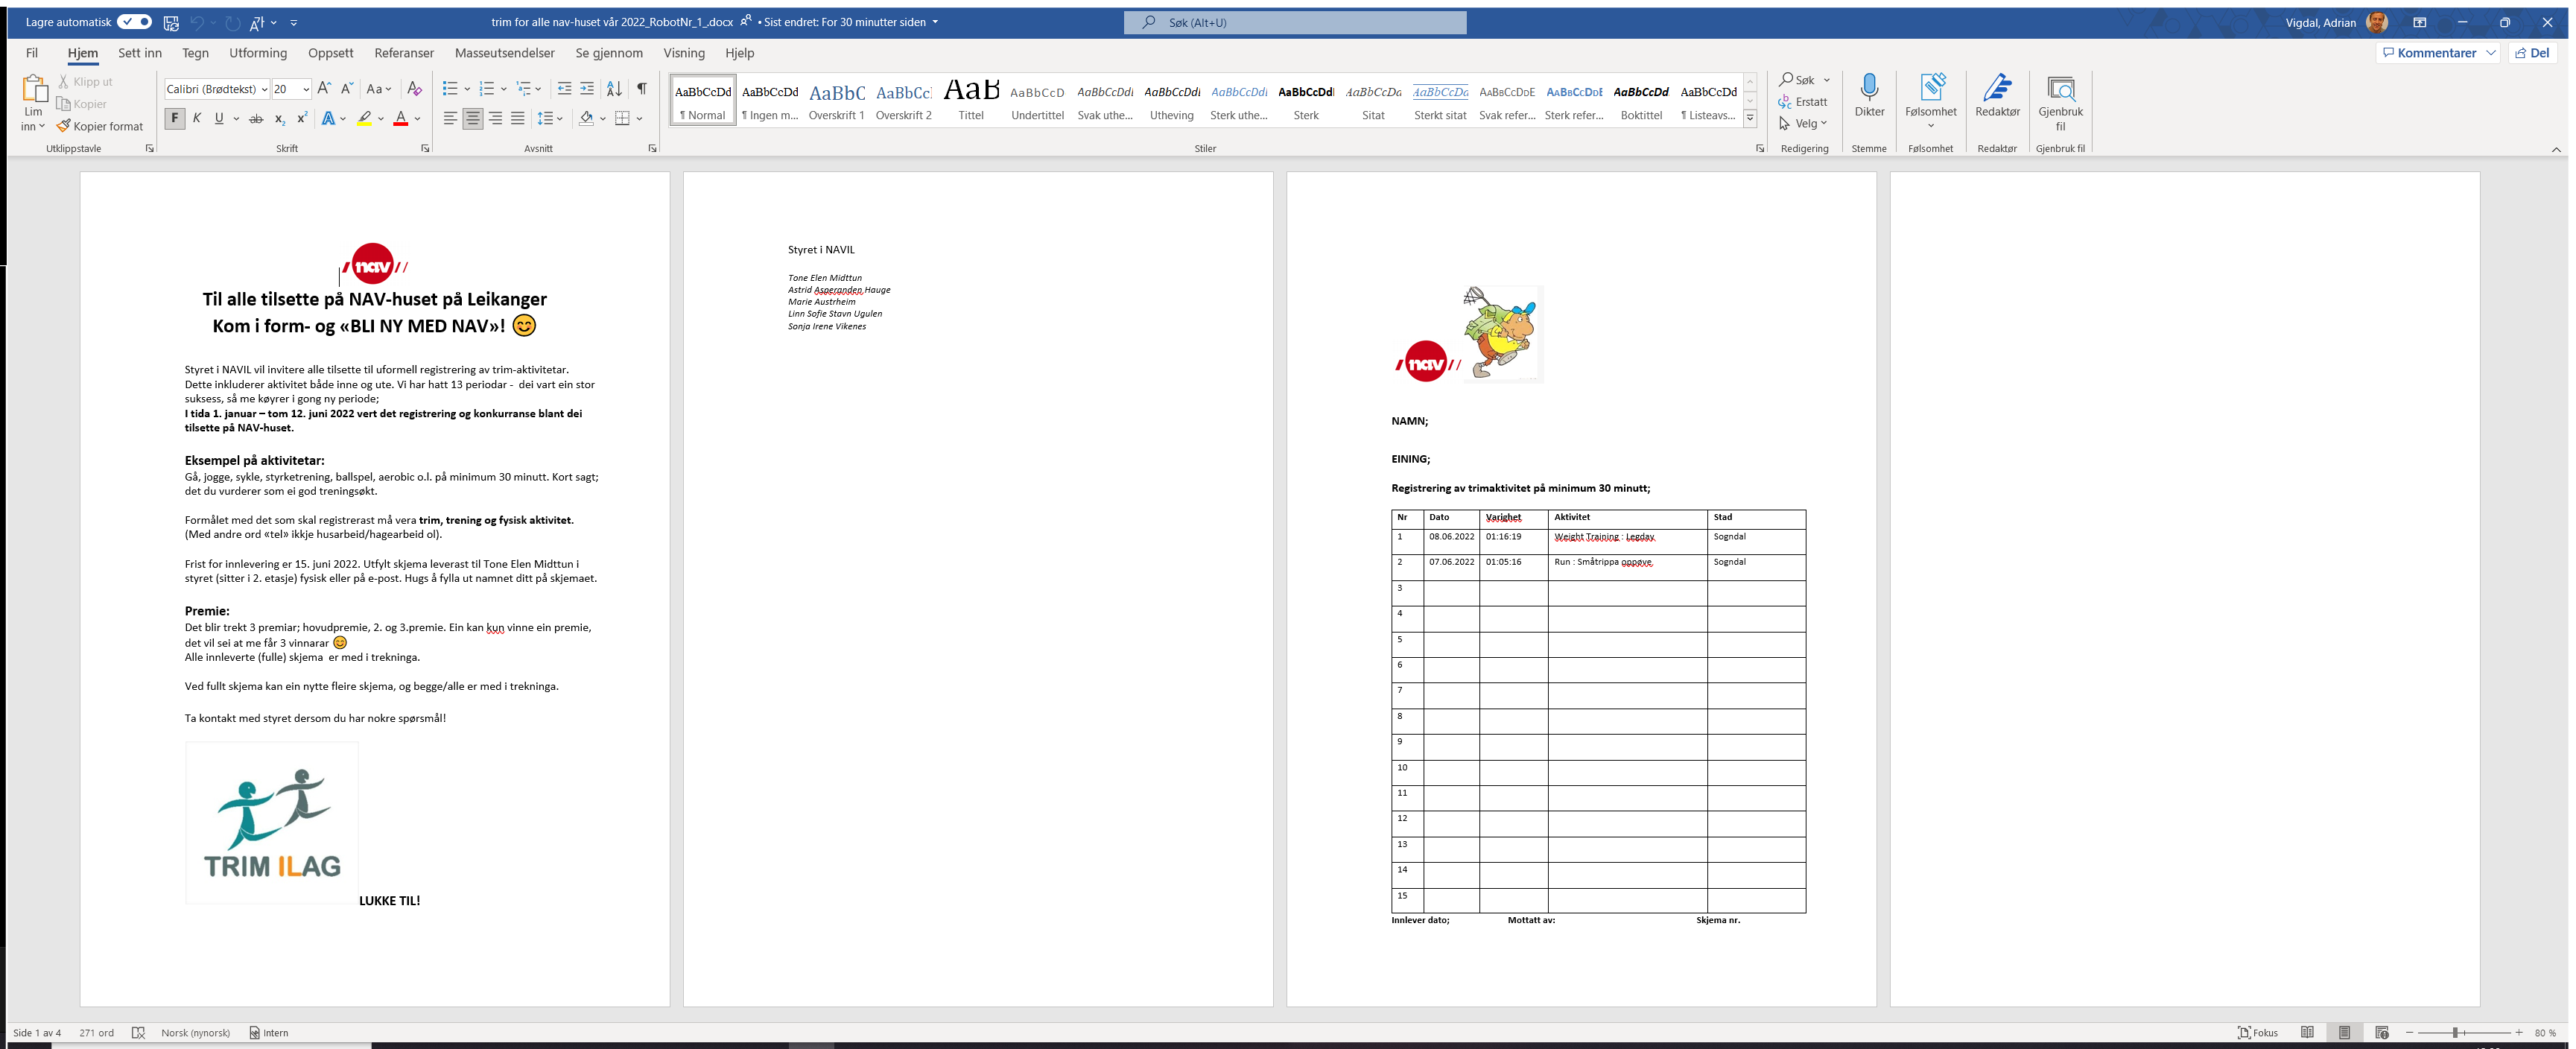 Lagre automatisk
trim for alle nav-huset vår 2022_RobotNr_1_.docx • Sist endret: For 30 minutter siden
Søk (Alt+U)
Vigdal, Adrian
Fil Hjem Sett inn Tegn Utforming Oppsett Referanser Masseutsendelser Se gjennom Visning Hjelp
Kommentarer Del
Lim inn
Klipp ut
Kopier
Kopier format
Utklippstavle
Calibri (Brødtekst) 20
Skrift
Avsnitt
AaBbCcDd AaBbCcDd AaBbC AaBbCc AaB AaBbCcD AaBbCcDdI AaBbCcDdI AaBbCcDdI AaBbCcDdI AaBbCcDd AaBbCcDd AaBbCcDdE AaBbCcDdE AaBbCcDd AaBbCcDd
¶ Normal ¶ Ingen m... Overskrift 1 Overskrift 2 Tittel Undertittel Svak uthe... Utheving Sterk uthe... Sterk Sitat Sterkt sitat Svak refer... Sterk refer... Boktittel ¶ Listeavs...
Stiler
Søk
Erstatt
Velg
Redigering
Dikter
Stemme
Følsomhet
Følsomhet
Redaktør
Redaktør
Gjenbruk fil
Gjenbruk fil
nav
Til alle tilsette på NAV-huset på Leikanger
Kom i form- og «BLI NY MED NAV»! 😊
Styret i NAVIL vil invitere alle tilsette til uformell registrering av trim-aktivitetar.
Dette inkluderer aktivitet både inne og ute. Vi har hatt 13 periodar - dei vart ein stor
suksess, så me køyrer i gong ny periode;
I tida 1. januar – tom 12. juni 2022 vert det registrering og konkurranse blant dei
tilsette på NAV-huset.
Eksempel på aktivitetar:
Gå, jogge, sykle, styrketrening, ballspel, aerobic o.l. på minimum 30 minutt. Kort sagt;
det du vurderer som ei god treningsøkt.
Formålet med det som skal registrerast må vera trim, trening og fysisk aktivitet.
(Med andre ord «tel» ikkje husarbeid/hagearbeid ol).
Frist for innlevering er 15. juni 2022. Utfylt skjema leverast til Tone Elen Midttun i
styret (sitter i 2. etasje) fysisk eller på e-post. Hugs å fylla ut namnet ditt på skjemaet.
Premie:
Det blir trekt 3 premiar; hovudpremie, 2. og 3.premie. Ein kan kun vinne ein premie,
det vil sei at me får 3 vinnarar 😊
Alle innleverte (fulle) skjema er med i trekninga.
Ved fullt skjema kan ein nytte fleire skjema, og begge/alle er med i trekninga.
Ta kontakt med styret dersom du har nokre spørsmål!
TRIM ILAG
LUKKE TIL!
Styret i NAVIL
Tone Elen Midttun
Astrid Asperanden Hauge
Marie Austrheim
Linn Sofie Stavn Ugulen
Sonja Irene Vikenes
nav
NAMN;
EINING;
Registrering av trimaktivitet på minimum 30 minutt;
Nr Dato Varighet Aktivitet Stad
1 08.06.2022 01:16:19 Weight Training : Legday Sogndal
2 07.06.2022 01:05:16 Run : Småtrippa oppøve Sogndal
3
4
5
6
7
8
9
10
11
12
13
14
15
Innlever dato; Mottatt av: Skjema nr.
Side 1 av 4 271 ord Norsk (nynorsk) Intern
Fokus 80 %